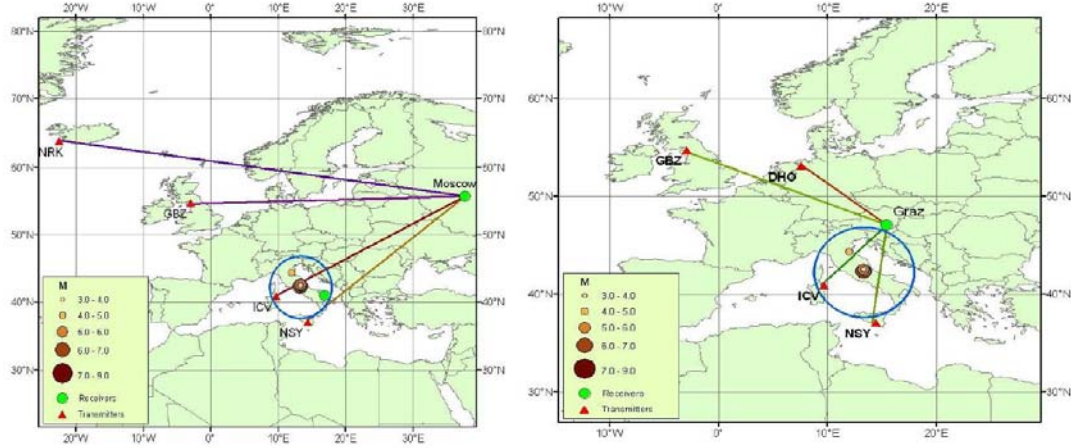 20°W 10°W 0° 10°E 20°E 30°E
80°N 80°N
70°N 70°N
60°N 60°N
50°N 50°N
40°N 40°N
30°N 30°N
20°W 10°W 0° 10°E 20°E 30°E
NRK
GBZ
Moscow
ICV
NSY
M
3.0 - 4.0
4.0 - 5.0
6.0 - 6.0
6.0 - 7.0
7.0 - 9.0
Receivers
Transmitters
10°W 0° 10°E 20°E
60°N 60°N
50°N 50°N
40°N 40°N
30°N 30°N
10°W 0° 10°E 20°E
GBZ
DHO
Graz
ICV
NSY
M
3.0 - 4.0
4.0 - 5.0
5.0 - 6.0
6.0 - 7.0
7.0 - 9.0
Receivers
Transmitters